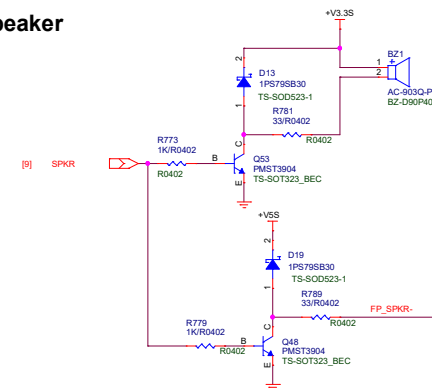 peaker
+V3.3S
BZ1
1
+
2
AC-903Q-P
BZ-D90P40
2
D13
1PS79SB30
TS-SOD523-1
1
R781
33/R0402
R0402
R773
1K/R0402
R0402
[9] SPKR
B
C
E
Q53
PMST3904
TS-SOT323_BEC
+V5S
2
D19
1PS79SB30
TS-SOD523-1
1
R789
33/R0402
R0402
FP_SPKR-
R779
1K/R0402
R0402
B
C
E
Q48
PMST3904
TS-SOT323_BEC